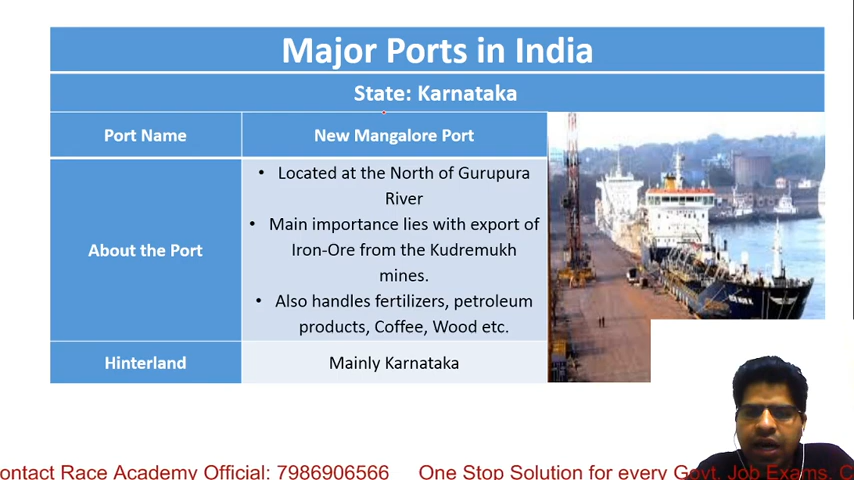 Major Ports in India
State: Karnataka
Port Name
New Mangalore Port
About the Port
• Located at the North of Gurupura
River
• Main importance lies with export of
Iron-Ore from the Kudremukh
mines.
• Also handles fertilizers, petroleum
products, Coffee, Wood etc.
Hinterland
Mainly Karnataka
ontact Race Academy Official: 7986906566 One Stop Solution for every Govt. Job Exams. C